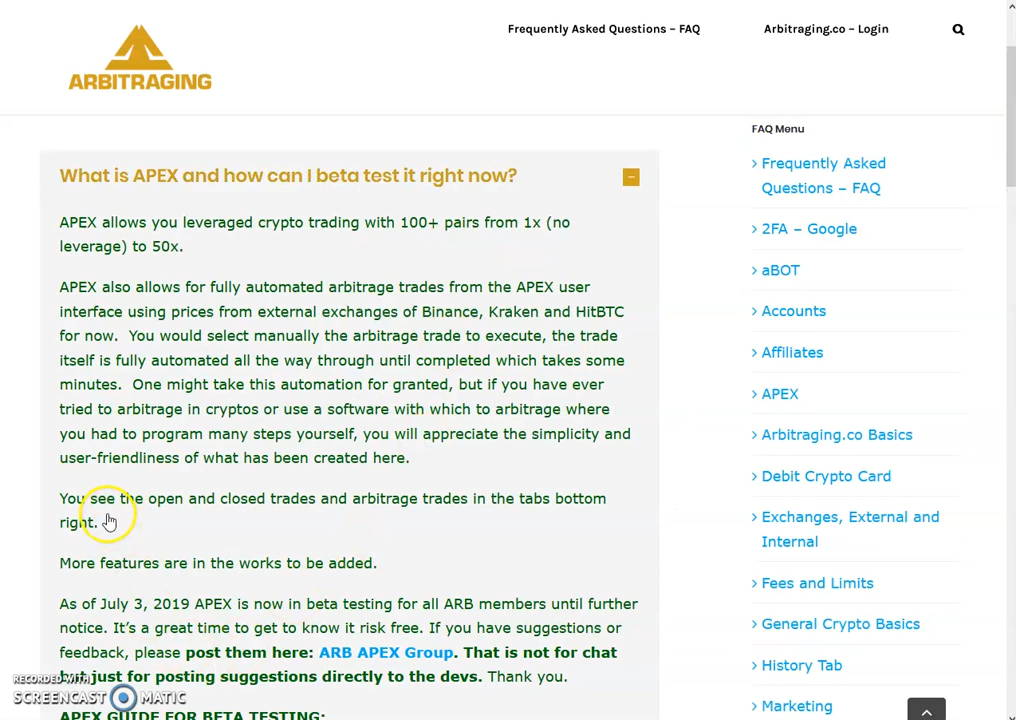 Frequently Asked Questions – FAQ
Arbitraging.co – Login
ARBITRAGING
What is APEX and how can I beta test it right now?
APEX allows you leveraged crypto trading with 100+ pairs from 1x (no
leverage) to 50x.
APEX also allows for fully automated arbitrage trades from the APEX user
interface using prices from external exchanges of Binance, Kraken and HitBTC
for now.  You would select manually the arbitrage trade to execute, the trade
itself is fully automated all the way through until completed which takes some
minutes.  One might take this automation for granted, but if you have ever
tried to arbitrage in cryptos or use a software with which to arbitrage where
you had to program many steps yourself, you will appreciate the simplicity and
user-friendliness of what has been created here.
You see the open and closed trades and arbitrage trades in the tabs bottom
right.
More features are in the works to be added.
As of July 3, 2019 APEX is now in beta testing for all ARB members until further
notice. It’s a great time to get to know it risk free. If you have suggestions or
feedback, please post them here: ARB APEX Group. That is not for chat
but just for posting suggestions directly to the devs. Thank you.
APEX GUIDE FOR BETA TESTING:
FAQ Menu
Frequently Asked
Questions – FAQ
2FA – Google
aBOT
Accounts
Affiliates
APEX
Arbitraging.co Basics
Debit Crypto Card
Exchanges, External and
Internal
Fees and Limits
General Crypto Basics
History Tab
Marketing
RECORDED WITH
SCREENCAST MATIC